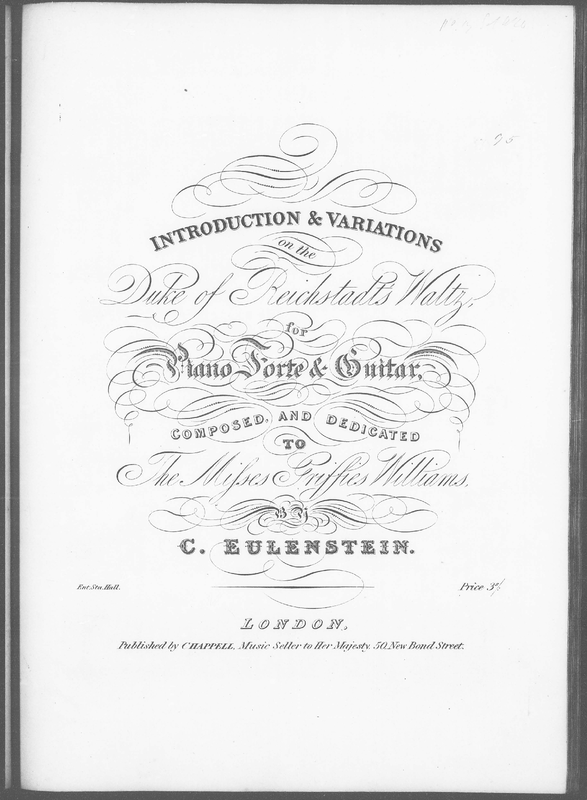 INTRODUCTION & VARIATIONS
on the
Duke of Reichstadt's Waltz,
for
Piano Forte & Guitar,
COMPOSED, AND DEDICATED
TO
The Miſses Griffies Williams,
By
C. EULENSTEIN.
Ent. Sta. Hall.
Price 3/
LONDON,
Published by CHAPPELL, Music Seller to Her Majesty. 50, New Bond Street.